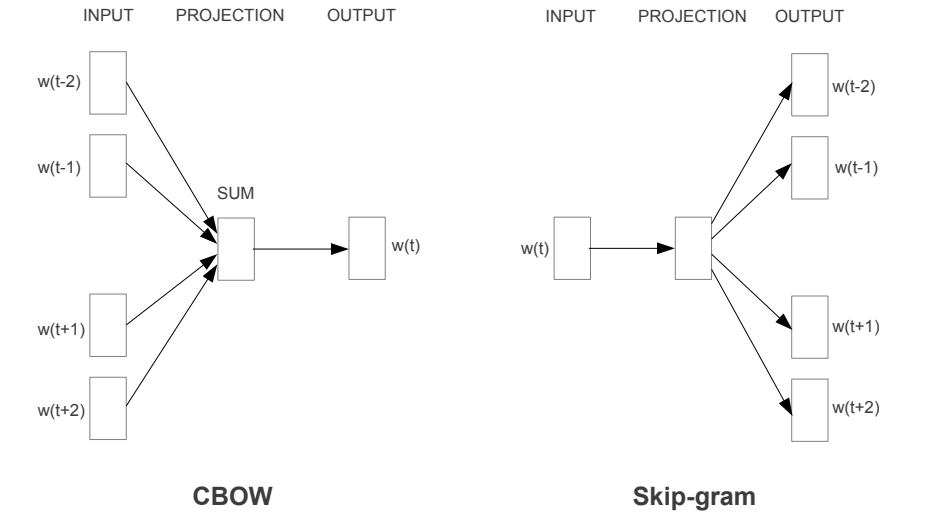 INPUT PROJECTION OUTPUT
w(t-2)
w(t-1)
SUM
w(t)
w(t+1)
w(t+2)
CBOW
INPUT PROJECTION OUTPUT
w(t-2)
w(t-1)
w(t)
w(t+1)
w(t+2)
Skip-gram